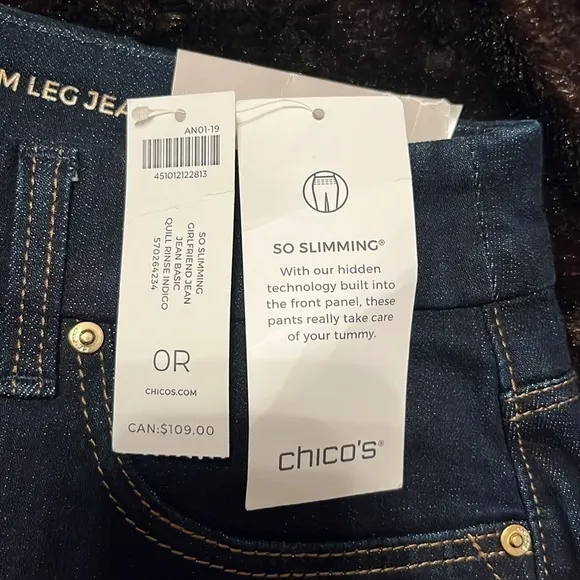 M LEG JEA
AN01-19
451012122813
SO SLIMMING
GIRLFRIEND JEAN
JEAN BASIC
QUILL RINSE INDIGO
570264234
OR
CHICOS.COM
CAN:$109.00
SO SLIMMING®
With our hidden
technology built into
the front panel, these
pants really take care
of your tummy.
chico's®